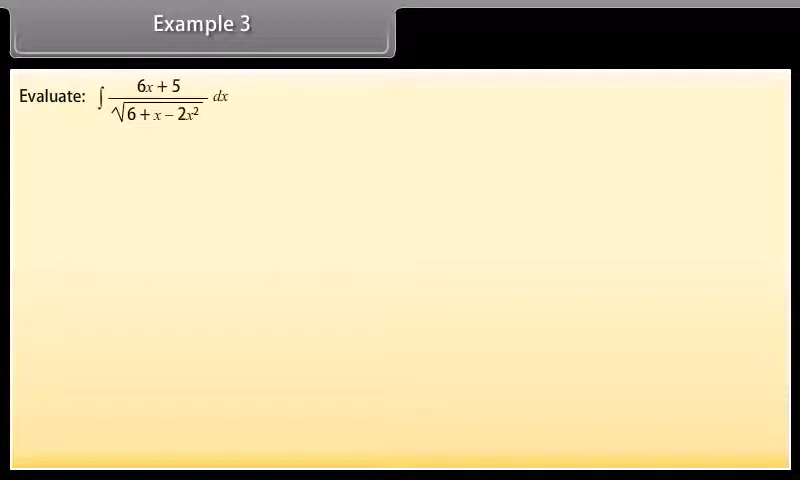 Example 3
Evaluate: ∫ (6x + 5)/√(6 + x – 2x²) dx